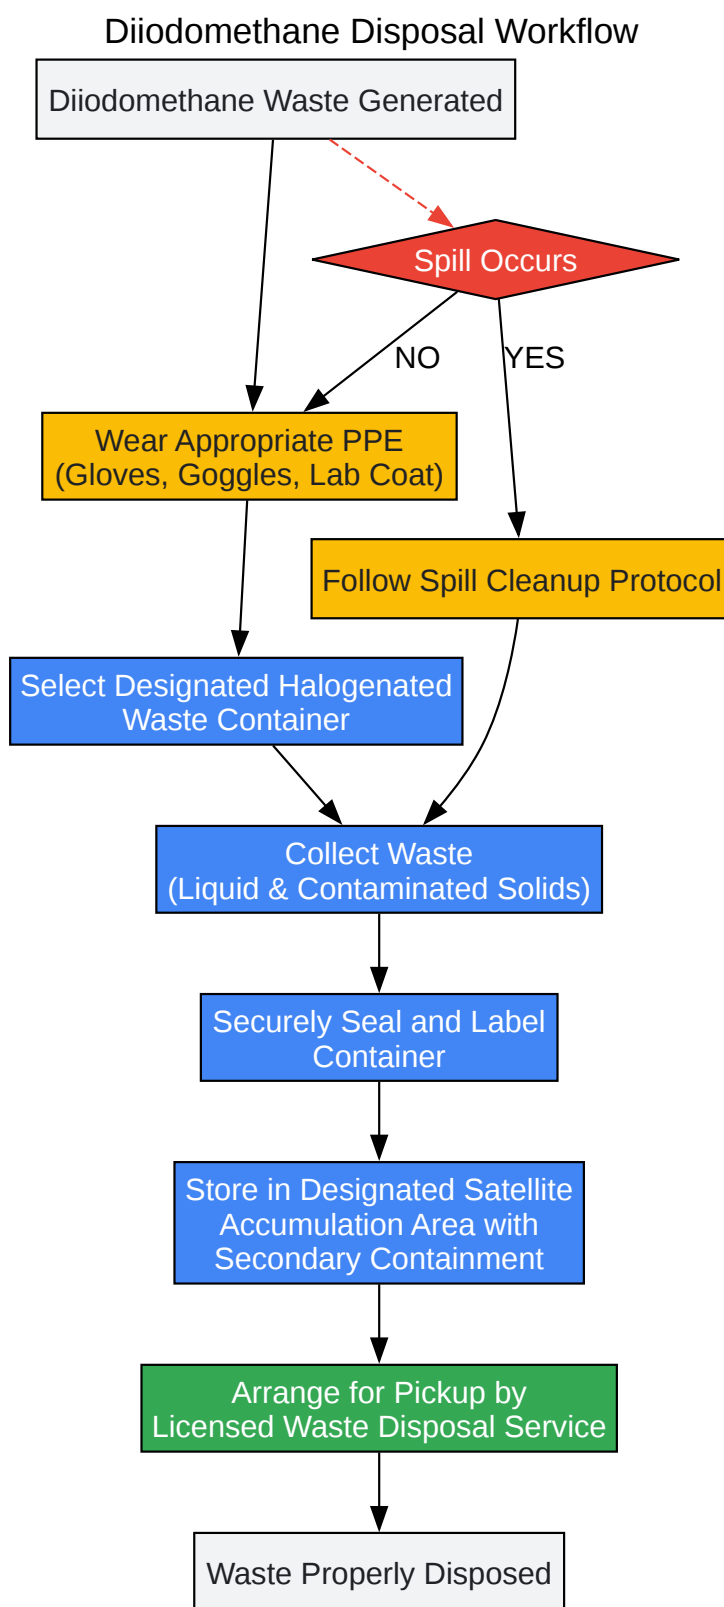 Diiodomethane Disposal Workflow
Diiodomethane Waste Generated
Spill Occurs
NO
YES
Wear Appropriate PPE
(Gloves, Goggles, Lab Coat)
Follow Spill Cleanup Protocol
Select Designated Halogenated
Waste Container
Collect Waste
(Liquid & Contaminated Solids)
Securely Seal and Label
Container
Store in Designated Satellite
Accumulation Area with
Secondary Containment
Arrange for Pickup by
Licensed Waste Disposal Service
Waste Properly Disposed